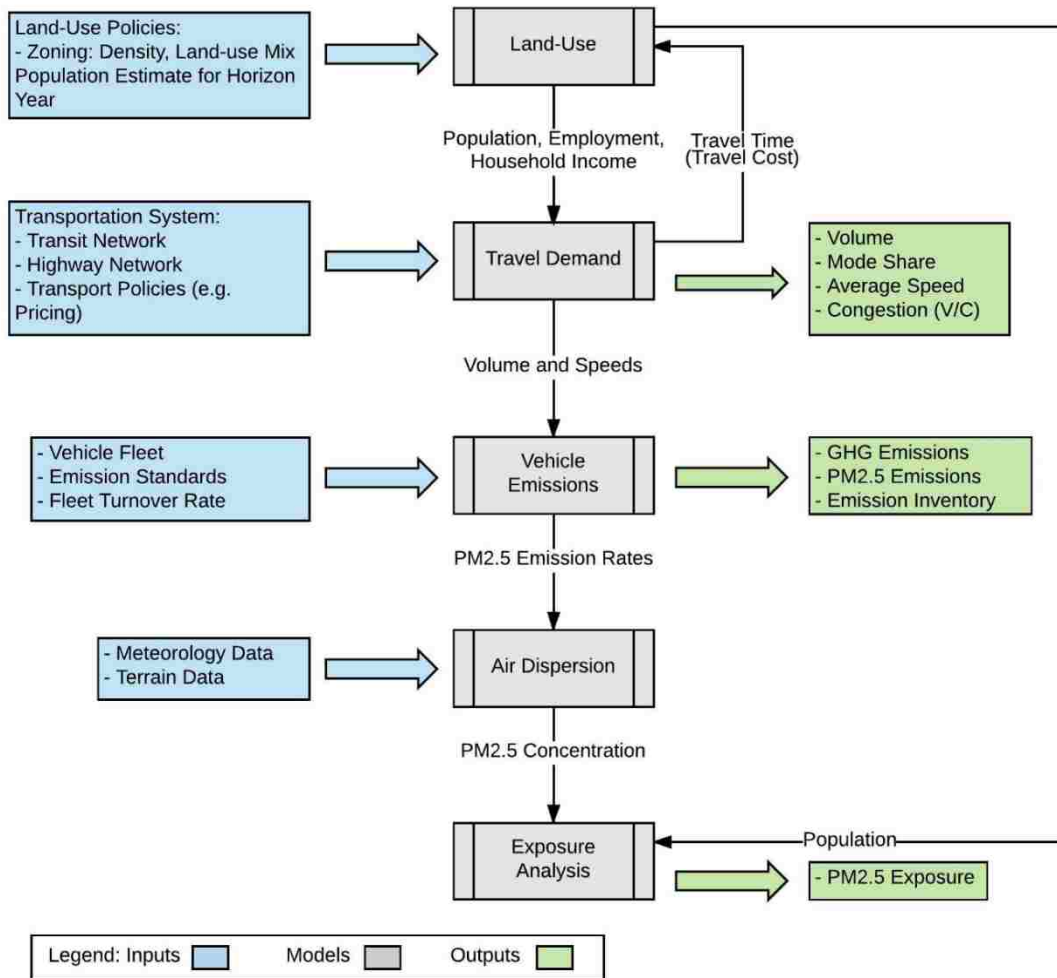 Land-Use Policies:
- Zoning: Density, Land-use Mix
Population Estimate for Horizon
Year
Land-Use
Population, Employment,
Household Income
Travel Time
(Travel Cost)
Transportation System:
- Transit Network
- Highway Network
- Transport Policies (e.g.
Pricing)
Travel Demand
- Volume
- Mode Share
- Average Speed
- Congestion (V/C)
Volume and Speeds
- Vehicle Fleet
- Emission Standards
- Fleet Turnover Rate
Vehicle
Emissions
- GHG Emissions
- PM2.5 Emissions
- Emission Inventory
PM2.5 Emission Rates
- Meteorology Data
- Terrain Data
Air Dispersion
PM2.5 Concentration
Exposure
Analysis
Population
- PM2.5 Exposure
Legend: Inputs Models Outputs